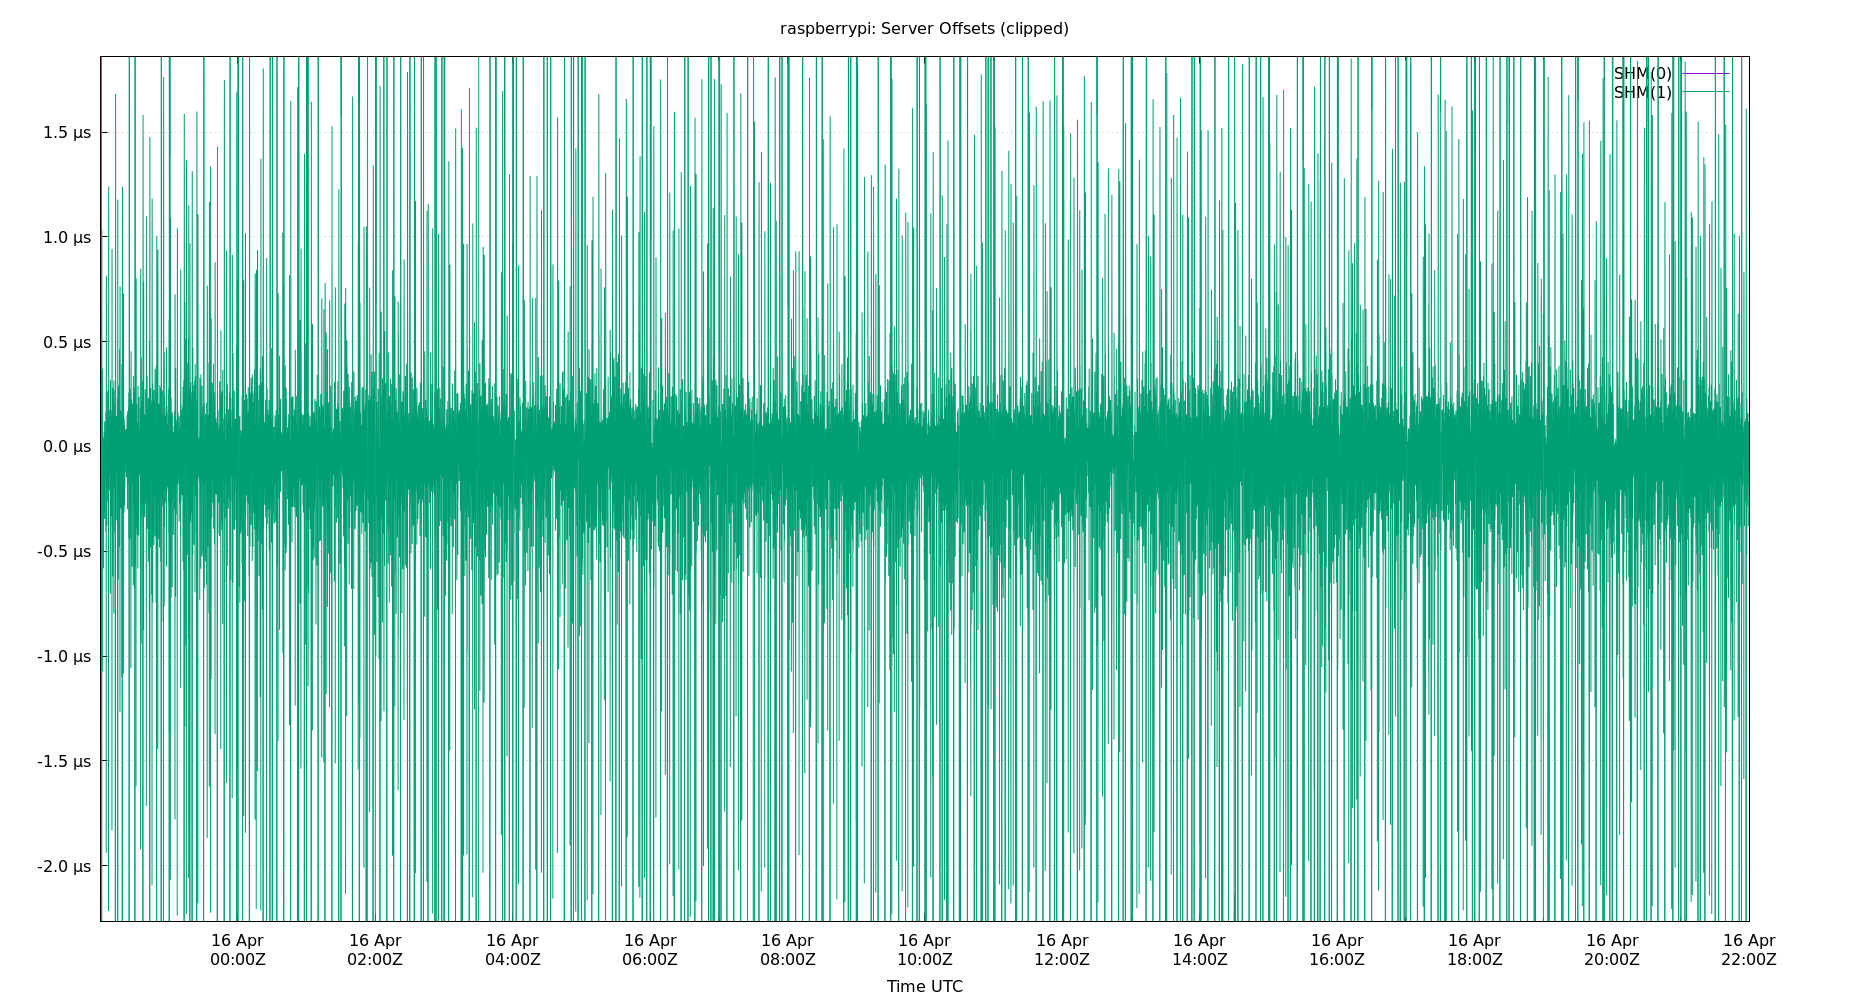 raspberrypi: Server Offsets (clipped)
SHM(0)
SHM(1)
1.5 µs
1.0 µs
0.5 µs
0.0 µs
-0.5 µs
-1.0 µs
-1.5 µs
-2.0 µs
16 Apr 16 Apr 16 Apr 16 Apr 16 Apr 16 Apr 16 Apr 16 Apr 16 Apr 16 Apr 16 Apr 16 Apr
00:00Z 02:00Z 04:00Z 06:00Z 08:00Z 10:00Z 12:00Z 14:00Z 16:00Z 18:00Z 20:00Z 22:00Z
Time UTC